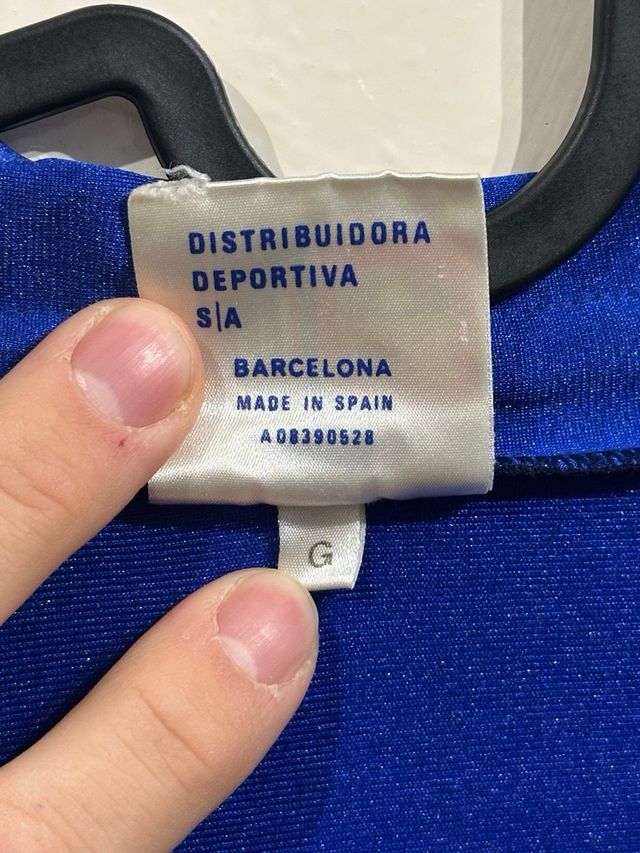 DISTRIBUIDORA
DEPORTIVA
S|A
BARCELONA
MADE IN SPAIN
A08390528
G